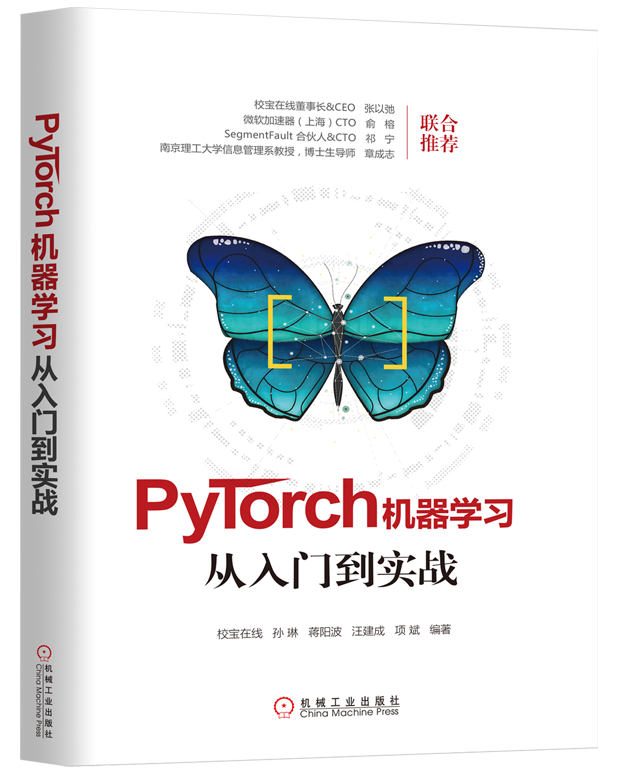 校宝在线董事长&CEO 张以弛
微软加速器（上海）CTO 俞 榕
SegmentFault 合伙人&CTO 祁 宁
南京理工大学信息管理系教授，博士生导师 章成志
联合
推荐
PyTorch机器学习
从入门到实战
校宝在线 孙 琳 蒋阳波 汪建成 项 斌 编著
机械工业出版社
China Machine Press
PyTorch机器学习从入门到实战
机械工业出版社
China Machine Press